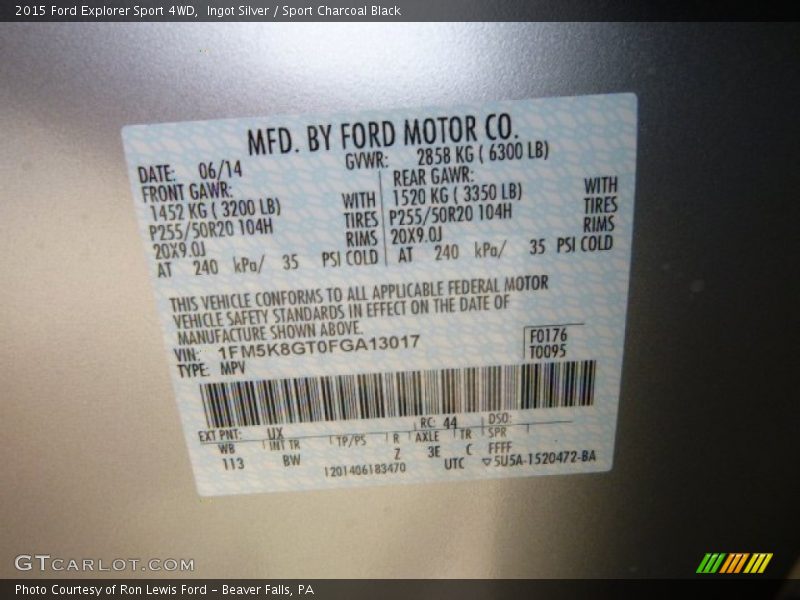 2015 Ford Explorer Sport 4WD,  Ingot Silver / Sport Charcoal Black
MFD. BY FORD MOTOR CO.
DATE: 06/14 GVWR: 2858 KG ( 6300 LB)
FRONT GAWR: REAR GAWR:
1452 KG ( 3200 LB) WITH 1520 KG ( 3350 LB) WITH
P255/50R20 104H TIRES P255/50R20 104H TIRES
20X9.0J RIMS 20X9.0J RIMS
AT 240 kPa/ 35 PSI COLD AT 240 kPa/ 35 PSI COLD
THIS VEHICLE CONFORMS TO ALL APPLICABLE FEDERAL MOTOR
VEHICLE SAFETY STANDARDS IN EFFECT ON THE DATE OF
MANUFACTURE SHOWN ABOVE.
VIN: 1FM5K8GT0FGA13017 F0176
TYPE: MPV T0095
EXT PNT: UX RC: 44 DSO:
WB INT TR TP/PS R AXLE TR SPR
113 BW Z 3E C FFFF
1201406183470 UTC ▽5U5A-1520472-BA
GTCARLOT.COM
Photo Courtesy of Ron Lewis Ford – Beaver Falls, PA